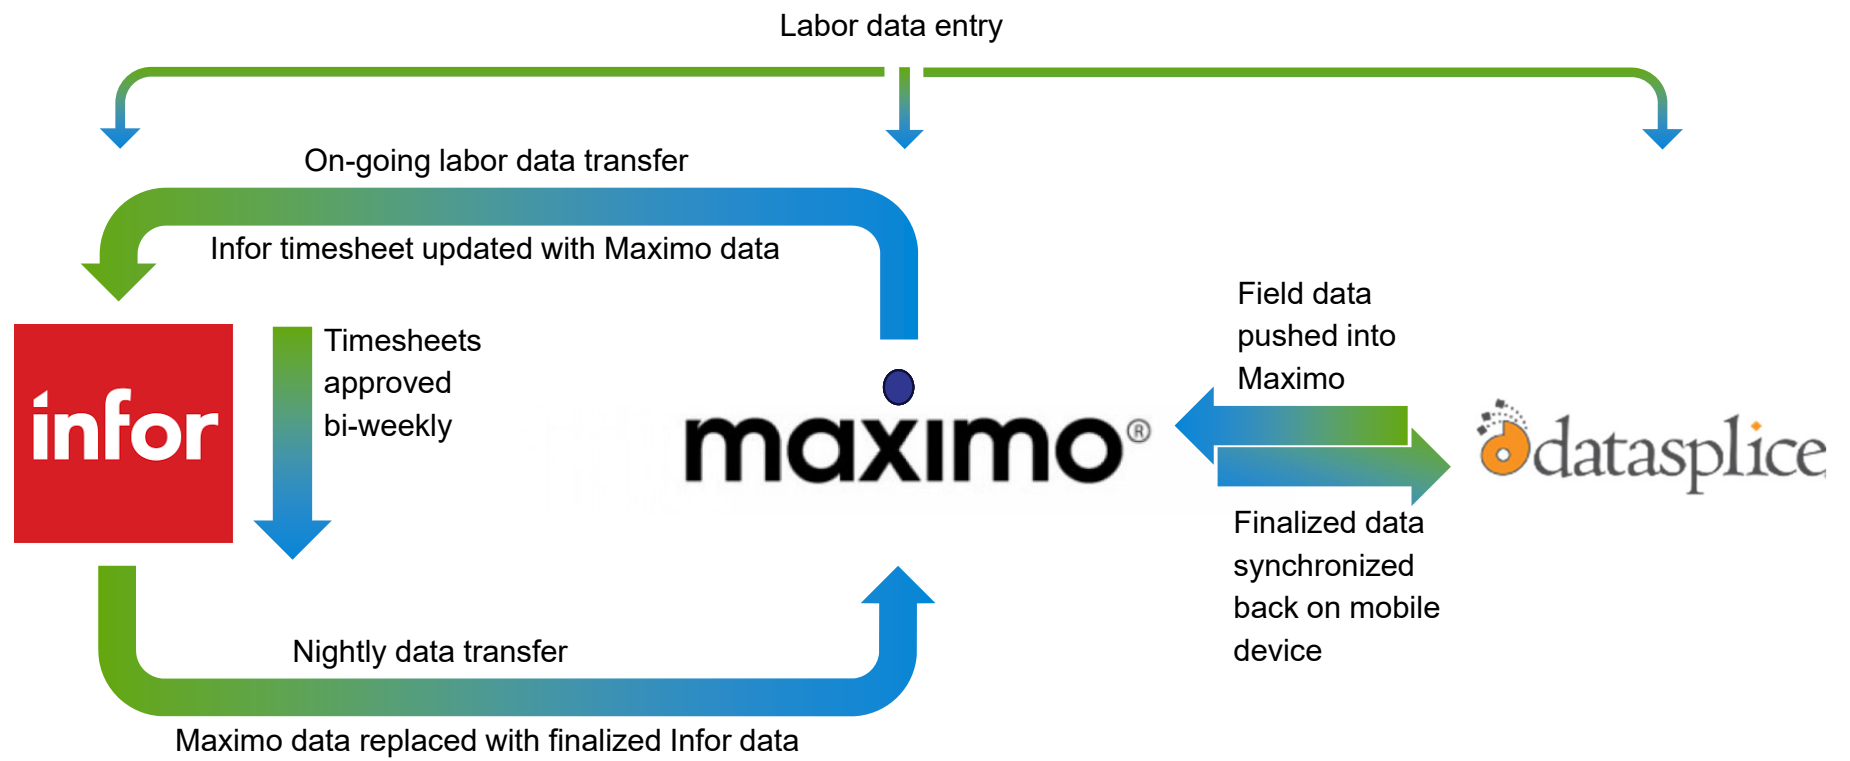 Labor data entry
On-going labor data transfer
Infor timesheet updated with Maximo data
infor
Timesheets
approved
bi-weekly
maximo®
Field data
pushed into
Maximo
datasplice
Finalized data
synchronized
back on mobile
device
Nightly data transfer
Maximo data replaced with finalized Infor data